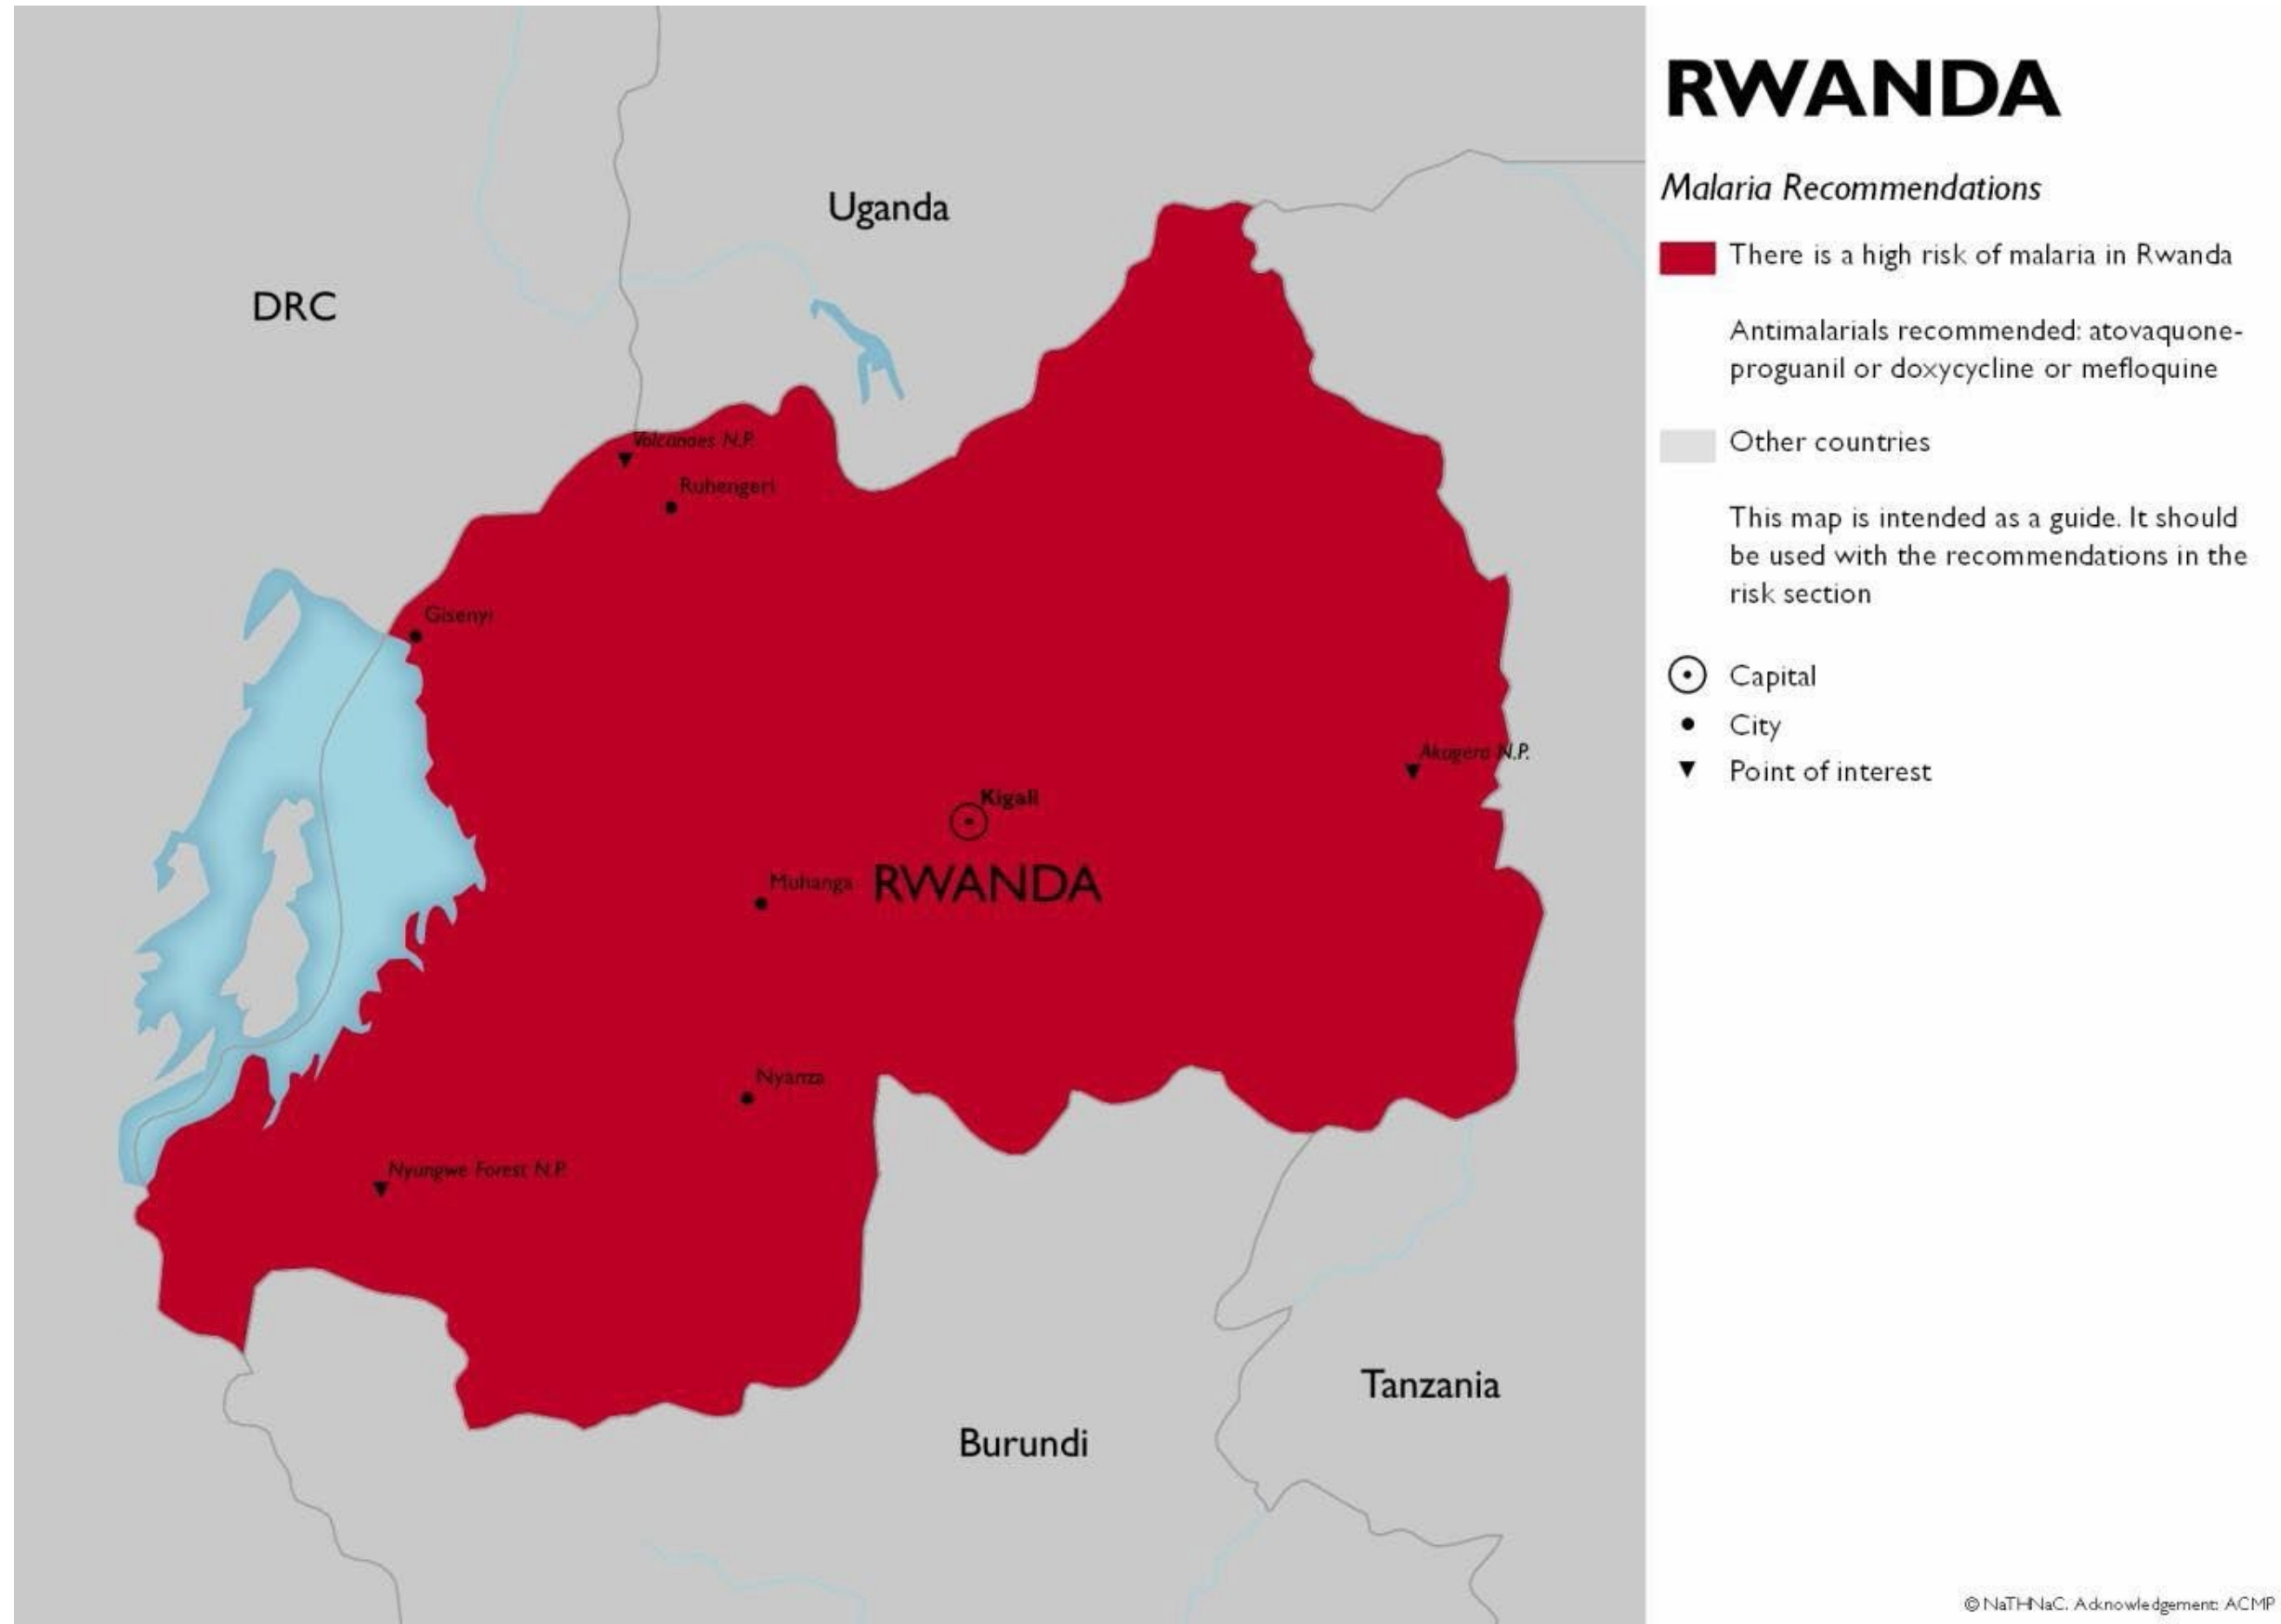 RWANDA
Malaria Recommendations
There is a high risk of malaria in Rwanda
Antimalarials recommended: atovaquone-
proguanil or doxycycline or mefloquine
Other countries
This map is intended as a guide. It should
be used with the recommendations in the
risk section
Capital
City
Point of interest
Uganda
DRC
Volcanoes N.P.
Ruhengeri
Gisenyi
Akagera N.P.
Kigali
Muhanga
RWANDA
Nyanza
Nyungwe Forest N.P.
Tanzania
Burundi
© NaTHNaC. Acknowledgement: ACMP